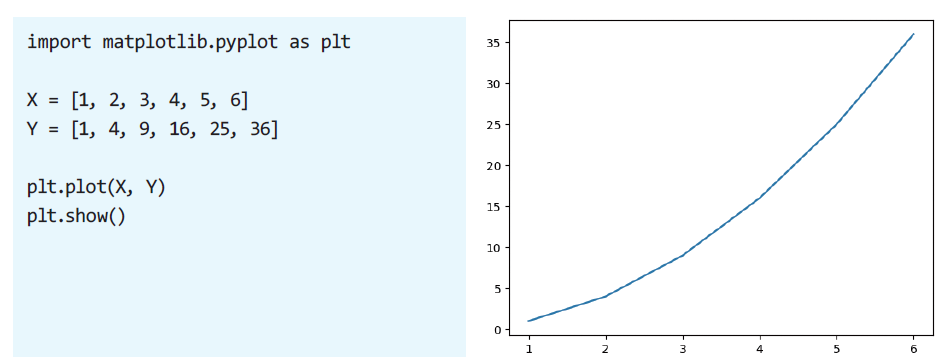 import matplotlib.pyplot as plt
X = [1, 2, 3, 4, 5, 6]
Y = [1, 4, 9, 16, 25, 36]
plt.plot(X, Y)
plt.show()
35
30
25
20
15
10
5
0
1 2 3 4 5 6